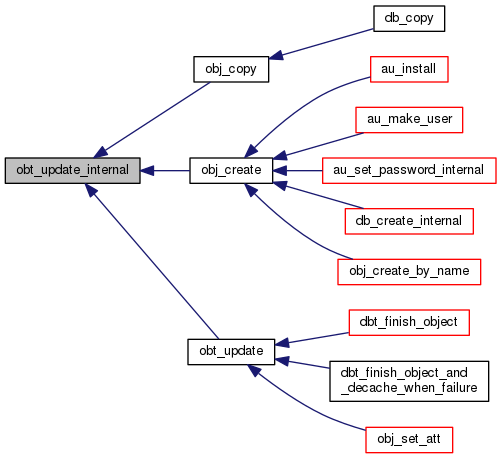 db_copy
obj_copy
au_install
au_make_user
obt_update_internal
obj_create
au_set_password_internal
db_create_internal
obj_create_by_name
dbt_finish_object
obt_update
dbt_finish_object_and
_decache_when_failure
obj_set_att